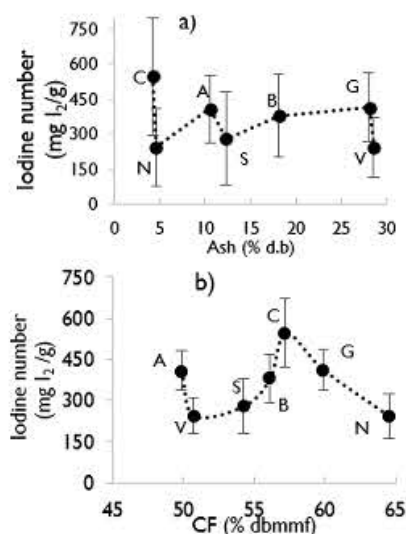 a)
Iodine number
(mg I₂/g)
750
600
450
300
150
0
C
N
A
S
B
G
V
0 5 10 15 20 25 30
Ash (% d.b)
b)
Iodine number
(mg I₂/g)
750
600
450
300
150
0
A
V
S
B
C
G
N
45 50 55 60 65
CF (% dbmmf)